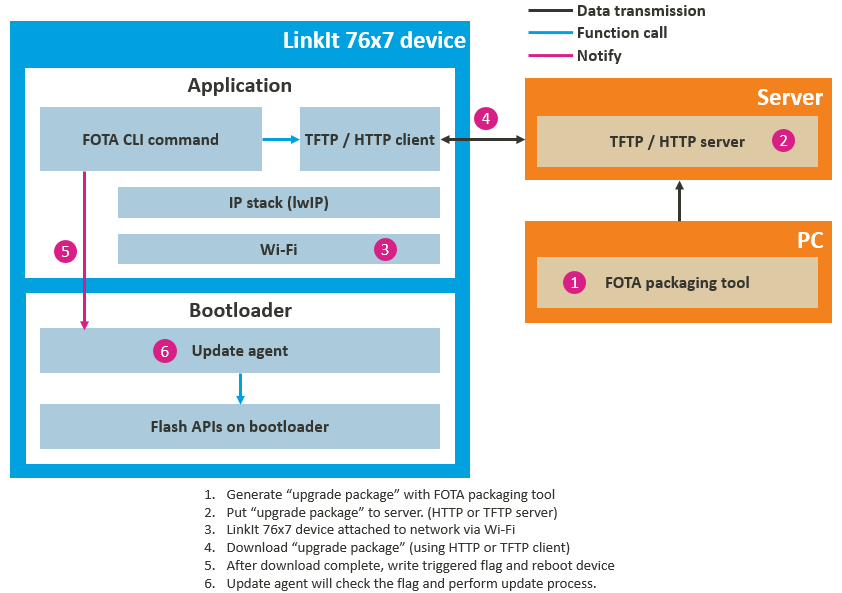 Data transmission
Function call
Notify
LinkIt 76x7 device
Application
FOTA CLI command
TFTP / HTTP client
4
IP stack (lwIP)
Wi-Fi 3
5
Bootloader
6 Update agent
Flash APIs on bootloader
Server
TFTP / HTTP server 2
PC
1 FOTA packaging tool
1. Generate “upgrade package” with FOTA packaging tool
2. Put “upgrade package” to server. (HTTP or TFTP server)
3. LinkIt 76x7 device attached to network via Wi-Fi
4. Download “upgrade package” (using HTTP or TFTP client)
5. After download complete, write triggered flag and reboot device
6. Update agent will check the flag and perform update process.